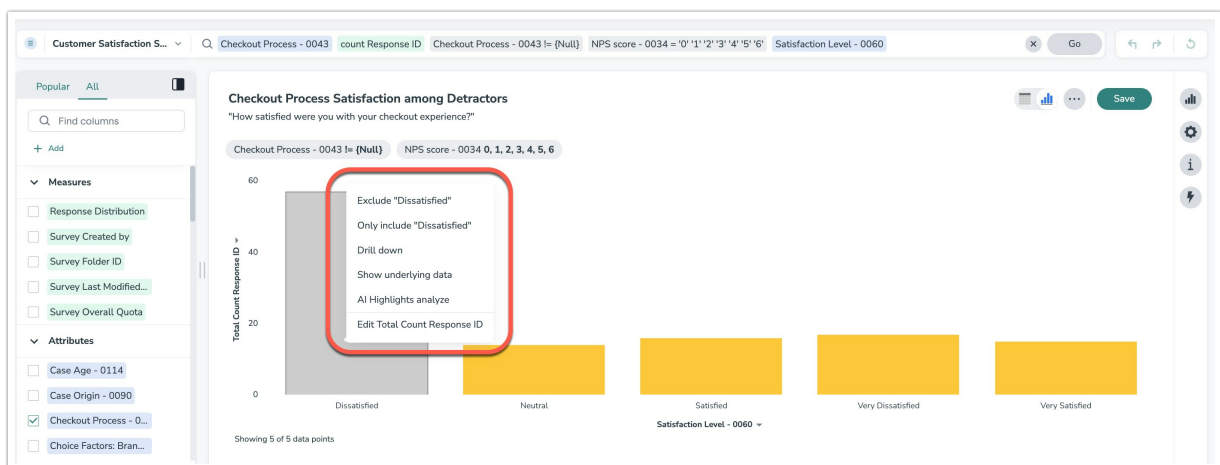 Customer Satisfaction S...
Checkout Process - 0043 count Response ID Checkout Process - 0043 != {Null} NPS score - 0034 = '0' '1' '2' '3' '4' '5' '6' Satisfaction Level - 0060
Go
Popular All
Find columns
+ Add
Measures
Response Distribution
Survey Created by
Survey Folder ID
Survey Last Modified...
Survey Overall Quota
Attributes
Case Age - 0114
Case Origin - 0090
Checkout Process - 0...
Choice Factors: Bran...
Checkout Process Satisfaction among Detractors
"How satisfied were you with your checkout experience?"
Save
Checkout Process - 0043 != {Null} NPS score - 0034 0, 1, 2, 3, 4, 5, 6
Total Count Response ID
60
40
20
0
Exclude "Dissatisfied"
Only include "Dissatisfied"
Drill down
Show underlying data
AI Highlights analyze
Edit Total Count Response ID
Dissatisfied Neutral Satisfied Very Dissatisfied Very Satisfied
Satisfaction Level - 0060
Showing 5 of 5 data points
i